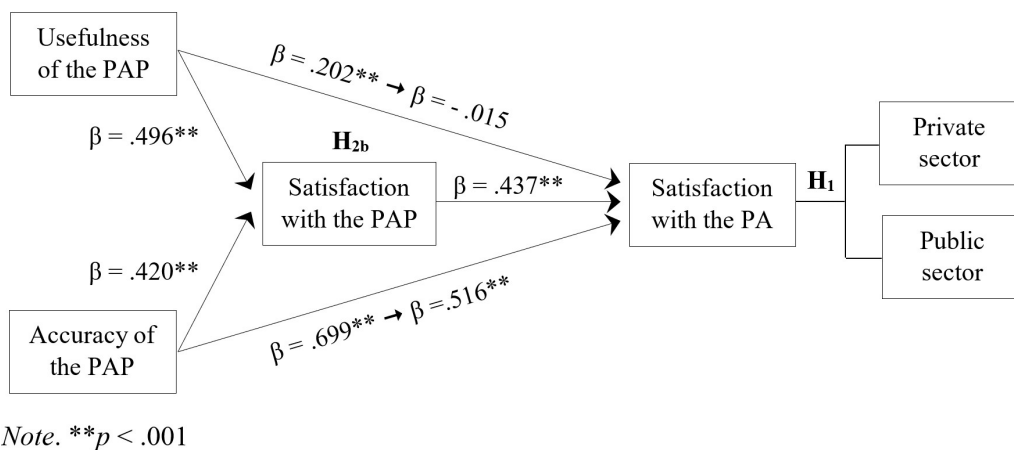 Usefulness
of the PAP
β = .202** → β = - .015
β = .496**
H2b
Satisfaction
with the PAP
β = .437**
Satisfaction
with the PA
H1
Private
sector
Public
sector
β = .420**
β = .699** → β =.516**
Accuracy of
the PAP
Note. **p < .001